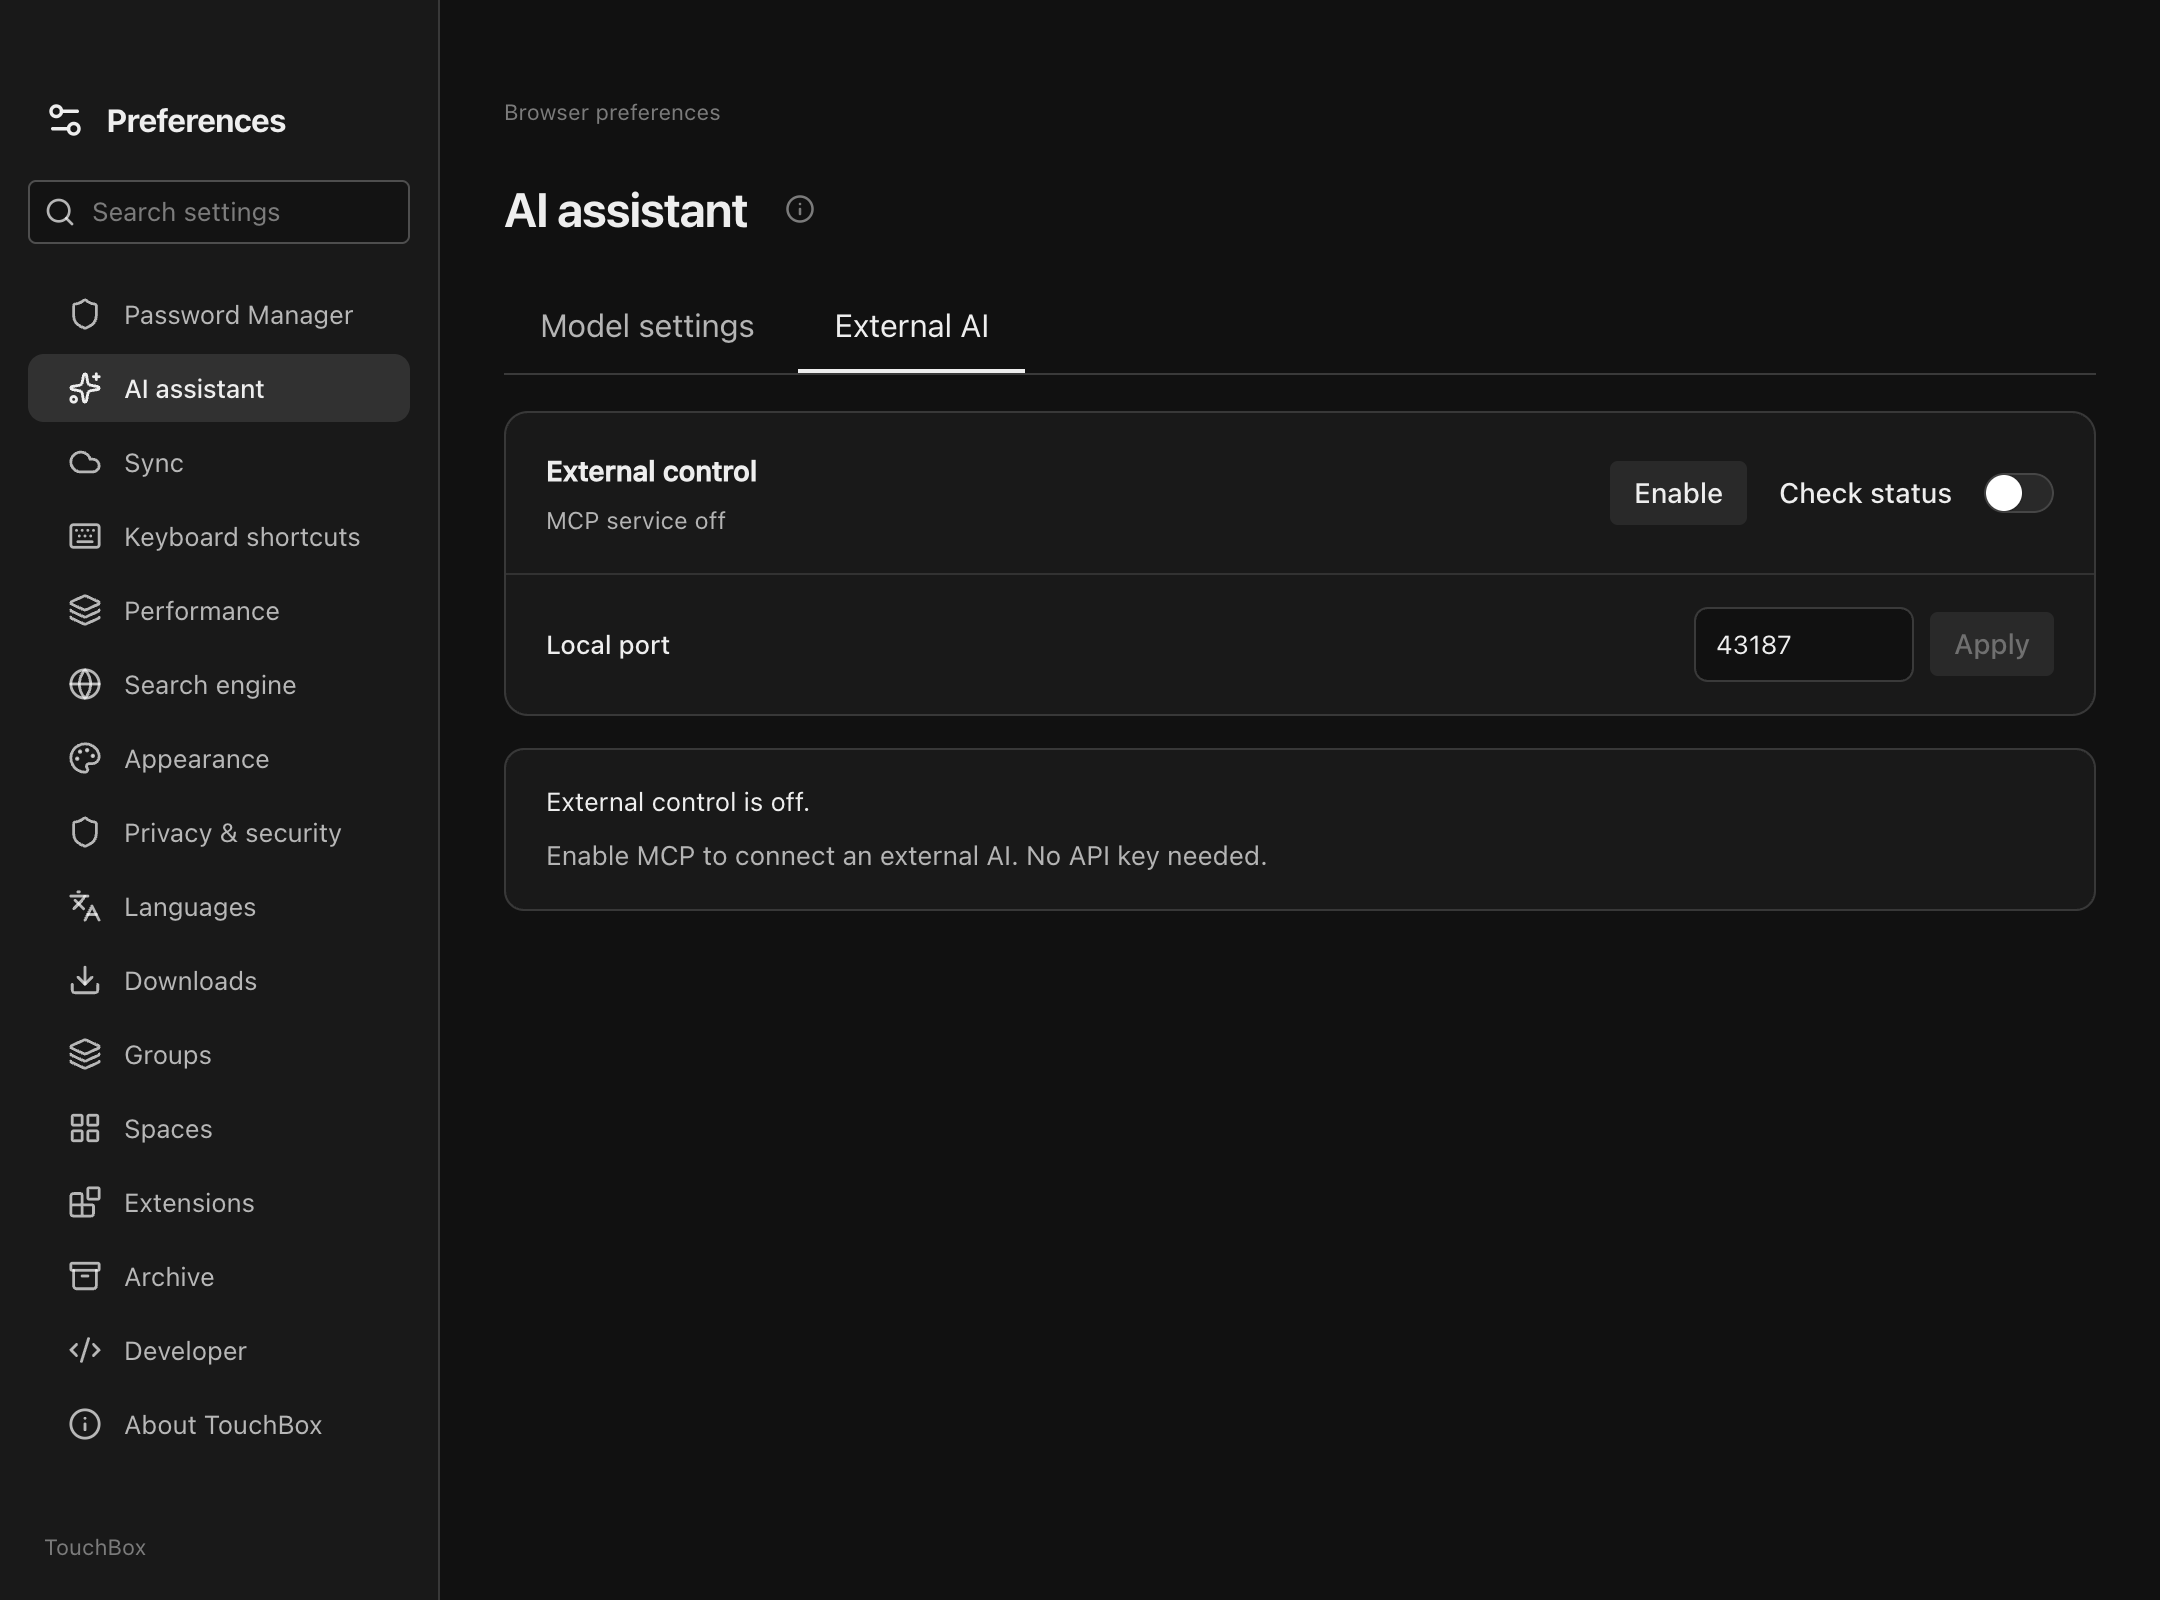 Preferences
Search settings
Password Manager
AI assistant
Sync
Keyboard shortcuts
Performance
Search engine
Appearance
Privacy & security
Languages
Downloads
Groups
Spaces
Extensions
Archive
Developer
About TouchBox
TouchBox
Browser preferences
AI assistant
Model settings
External AI
External control
MCP service off
Enable
Check status
Local port
43187
Apply
External control is off.
Enable MCP to connect an external AI. No API key needed.